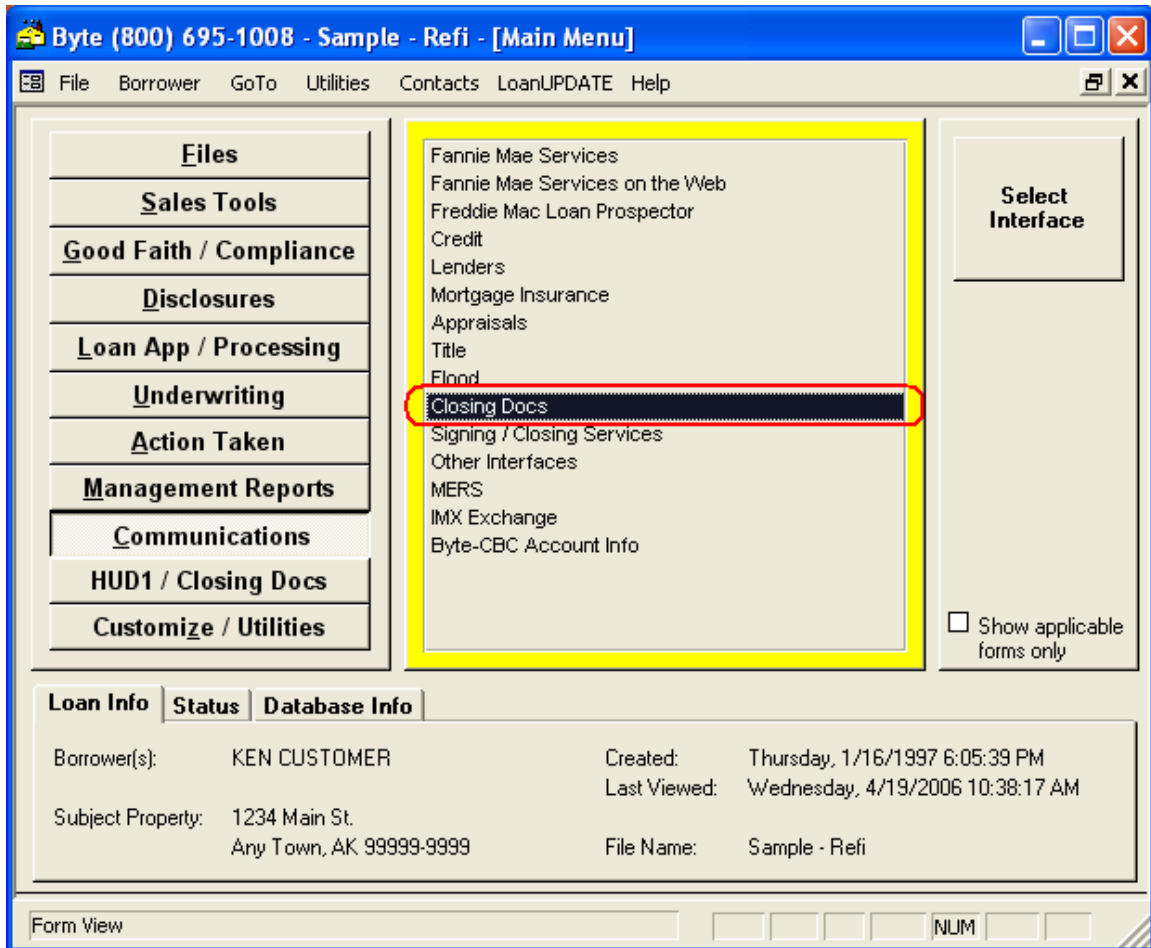 Byte (800) 695-1008 - Sample - Refi - [Main Menu]
File Borrower GoTo Utilities Contacts LoanUPDATE Help
Files
Sales Tools
Good Faith / Compliance
Disclosures
Loan App / Processing
Underwriting
Action Taken
Management Reports
Communications
HUD1 / Closing Docs
Customize / Utilities
Fannie Mae Services
Fannie Mae Services on the Web
Freddie Mac Loan Prospector
Credit
Lenders
Mortgage Insurance
Appraisals
Title
Flood
Closing Docs
Signing / Closing Services
Other Interfaces
MERS
IMX Exchange
Byte-CBC Account Info
Select
Interface
Show applicable
forms only
Loan Info Status Database Info
Borrower(s): KEN CUSTOMER Created: Thursday, 1/16/1997 6:05:39 PM
Last Viewed: Wednesday, 4/19/2006 10:38:17 AM
Subject Property: 1234 Main St.
Any Town, AK 99999-9999 File Name: Sample - Refi
Form View NUM